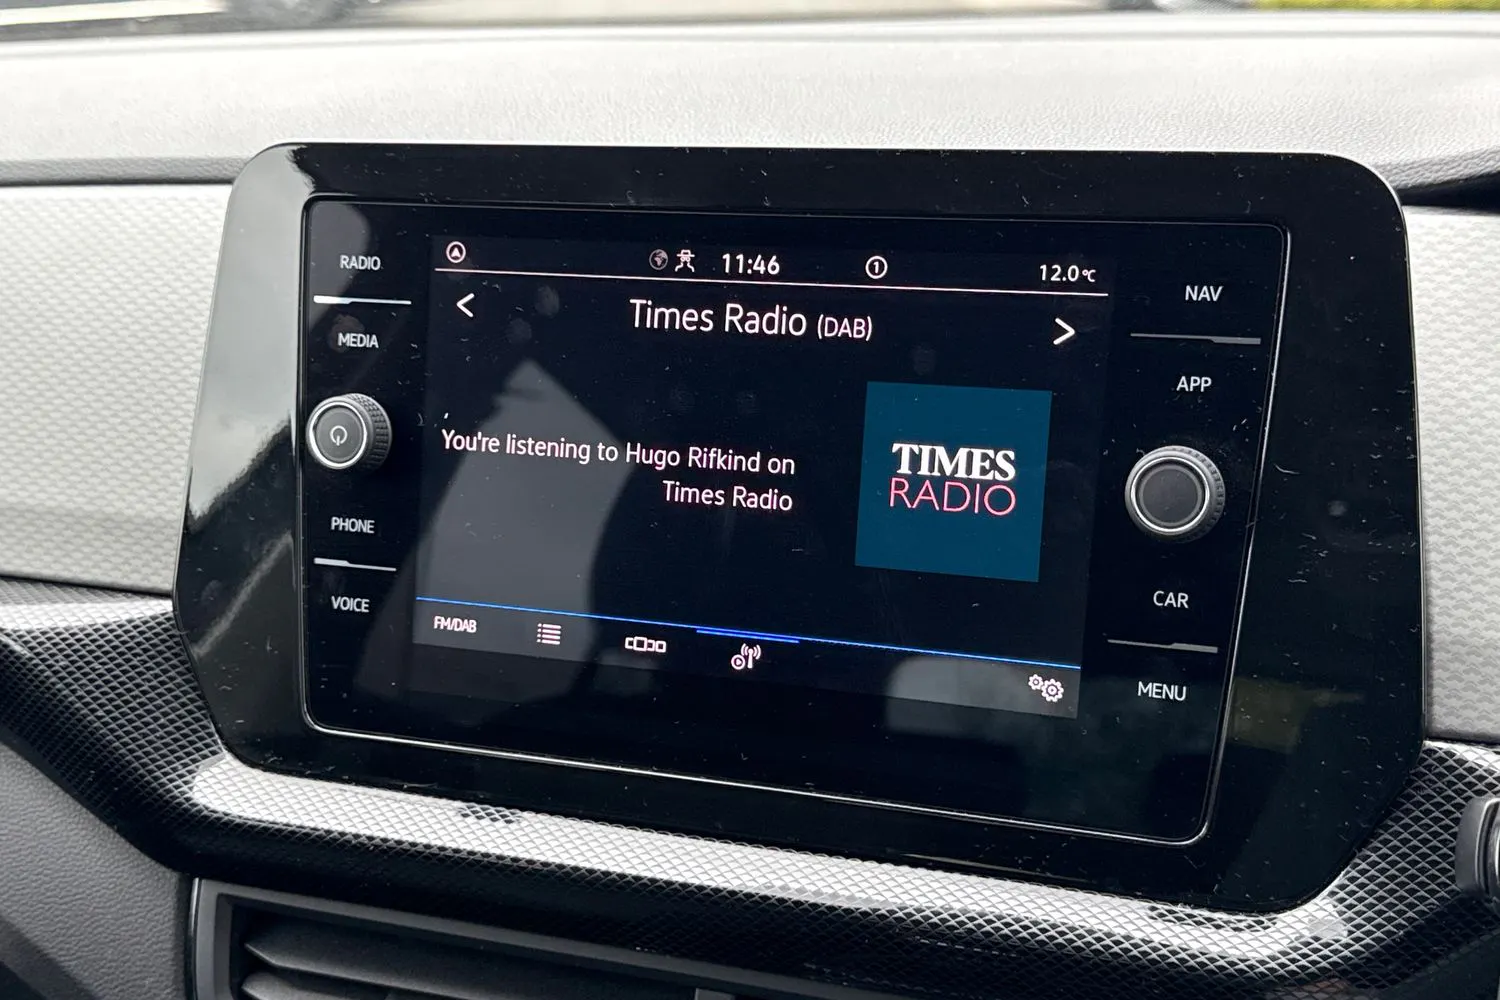 RADIO
MEDIA
PHONE
VOICE
11:46
1
12.0°C
Times Radio (DAB)
You're listening to Hugo Rifkind on
Times Radio
TIMES
RADIO
FM/DAB
NAV
APP
CAR
MENU